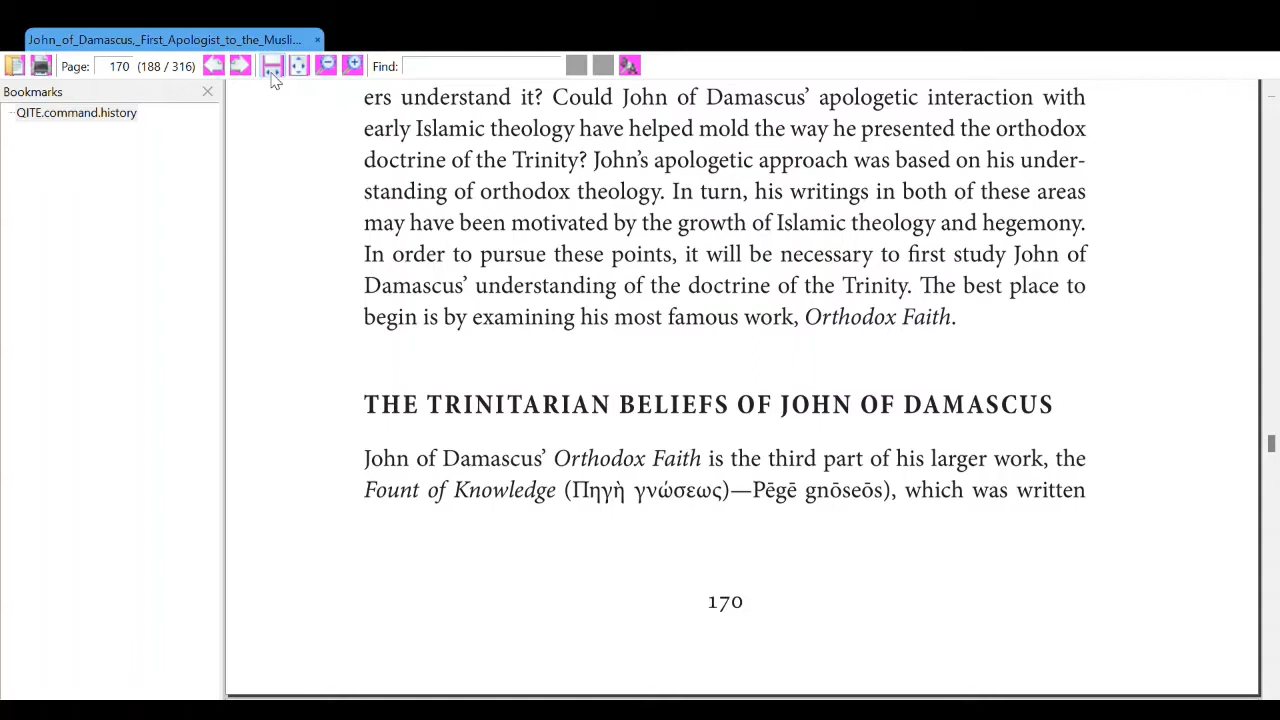 John_of_Damascus,_First_Apologist_to_the_Musli...
Page: 170 (188 / 316) Find:
Bookmarks
QITE.command.history
ers understand it? Could John of Damascus’ apologetic interaction with
early Islamic theology have helped mold the way he presented the orthodox
doctrine of the Trinity? John’s apologetic approach was based on his under-
standing of orthodox theology. In turn, his writings in both of these areas
may have been motivated by the growth of Islamic theology and hegemony.
In order to pursue these points, it will be necessary to first study John of
Damascus’ understanding of the doctrine of the Trinity. The best place to
begin is by examining his most famous work, Orthodox Faith.
THE TRINITARIAN BELIEFS OF JOHN OF DAMASCUS
John of Damascus’ Orthodox Faith is the third part of his larger work, the
Fount of Knowledge (Πηγὴ γνώσεως)—Pēgē gnōseōs), which was written
170